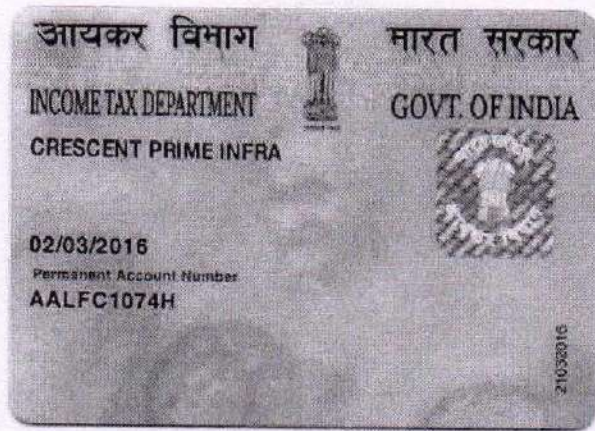 आयकर विभाग
भारत सरकार
INCOME TAX DEPARTMENT
GOVT. OF INDIA
CRESCENT PRIME INFRA
02/03/2016
Permanent Account Number
AALFC1074H
21032016